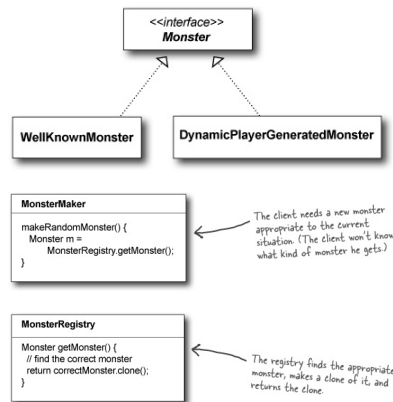 <<interface>>
Monster
WellKnownMonster
DynamicPlayerGeneratedMonster
MonsterMaker
makeRandomMonster() {
Monster m =
MonsterRegistry.getMonster();
}
The client needs a new monster
appropriate to the current
situation. (The client won't know
what kind of monster he gets.)
MonsterRegistry
Monster getMonster() {
// find the correct monster
return correctMonster.clone();
}
The registry finds the appropriate
monster, makes a clone of it, and
returns the clone.